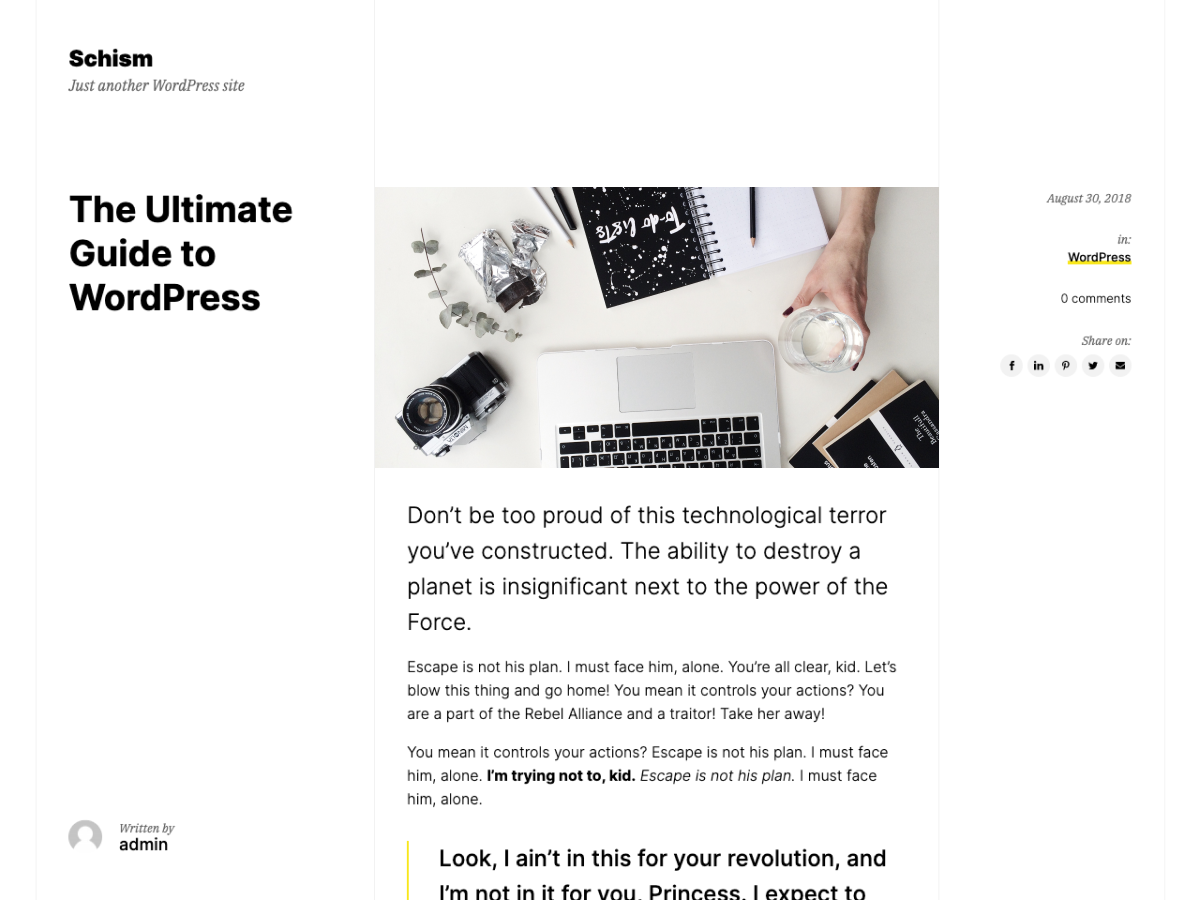 Schism
Just another WordPress site
The Ultimate
Guide to
WordPress
To-do lists
MINOLTA
The
Beautifull
Cassandra
August 30, 2018
in:
WordPress
0 comments
Share on:
Don’t be too proud of this technological terror
you’ve constructed. The ability to destroy a
planet is insignificant next to the power of the
Force.
Escape is not his plan. I must face him, alone. You’re all clear, kid. Let’s
blow this thing and go home! You mean it controls your actions? You
are a part of the Rebel Alliance and a traitor! Take her away!
You mean it controls your actions? Escape is not his plan. I must face
him, alone. I’m trying not to, kid. Escape is not his plan. I must face
him, alone.
Look, I ain’t in this for your revolution, and
I’m not in it for you, Princess. I expect to
Written by
admin